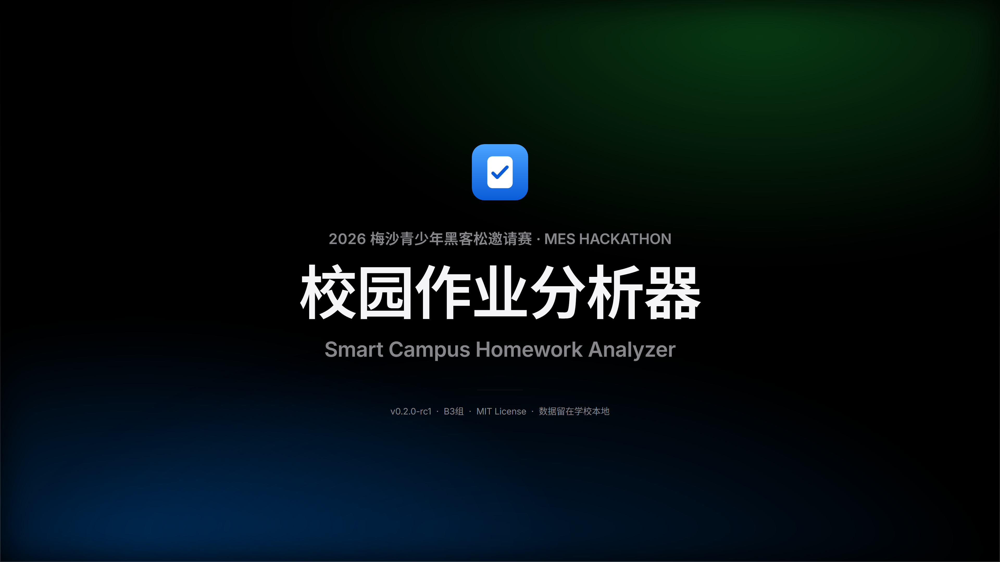 2026 梅沙青少年黑客松邀请赛 · MES HACKATHON
校园作业分析器
Smart Campus Homework Analyzer
v0.2.0-rc1 · B3组 · MIT License · 数据留在学校本地